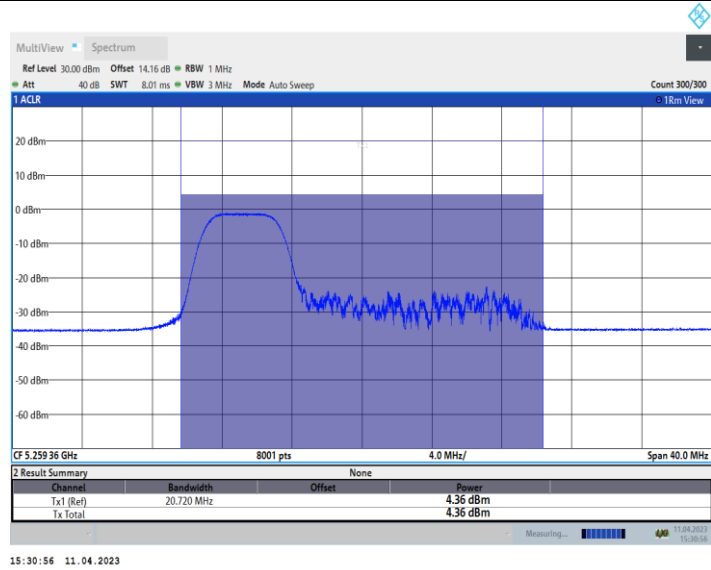 MultiView Spectrum
Ref Level 30.00 dBm Offset 14.16 dB RBW 1 MHz
Att 40 dB SWT 8.01 ms VBW 3 MHz Mode Auto Sweep Count 300/300
1 ACLR 1Rm View
20 dBm
10 dBm
0 dBm
-10 dBm
-20 dBm
-30 dBm
-40 dBm
-50 dBm
-60 dBm
CF 5.259 36 GHz 8001 pts 4.0 MHz/ Span 40.0 MHz
2 Result Summary None
Channel Bandwidth Offset Power
Tx1 (Ref) 20.720 MHz 4.36 dBm
Tx Total 4.36 dBm
Measuring... 11.04.2023
15:30:56
15:30:56 11.04.2023